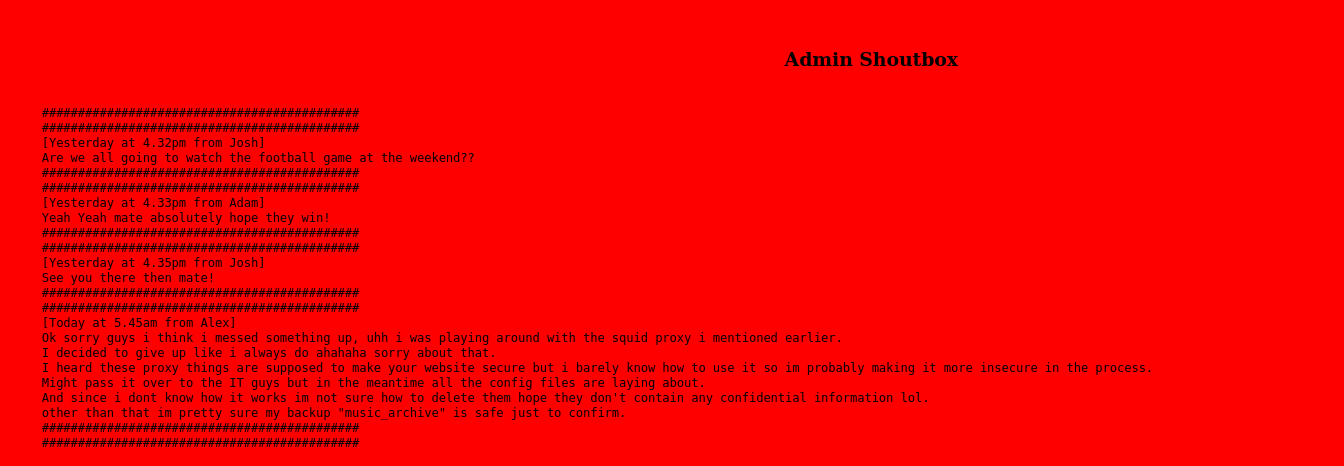 Admin Shoutbox
############################################
############################################
[Yesterday at 4.32pm from Josh]
Are we all going to watch the football game at the weekend??
############################################
############################################
[Yesterday at 4.33pm from Adam]
Yeah Yeah mate absolutely hope they win!
############################################
############################################
[Yesterday at 4.35pm from Josh]
See you there then mate!
############################################
############################################
[Today at 5.45am from Alex]
Ok sorry guys i think i messed something up, uhh i was playing around with the squid proxy i mentioned earlier.
I decided to give up like i always do ahahaha sorry about that.
I heard these proxy things are supposed to make your website secure but i barely know how to use it so im probably making it more insecure in the process.
Might pass it over to the IT guys but in the meantime all the config files are laying about.
And since i dont know how it works im not sure how to delete them hope they don't contain any confidential information lol.
other than that im pretty sure my backup "music_archive" is safe just to confirm.
############################################
############################################